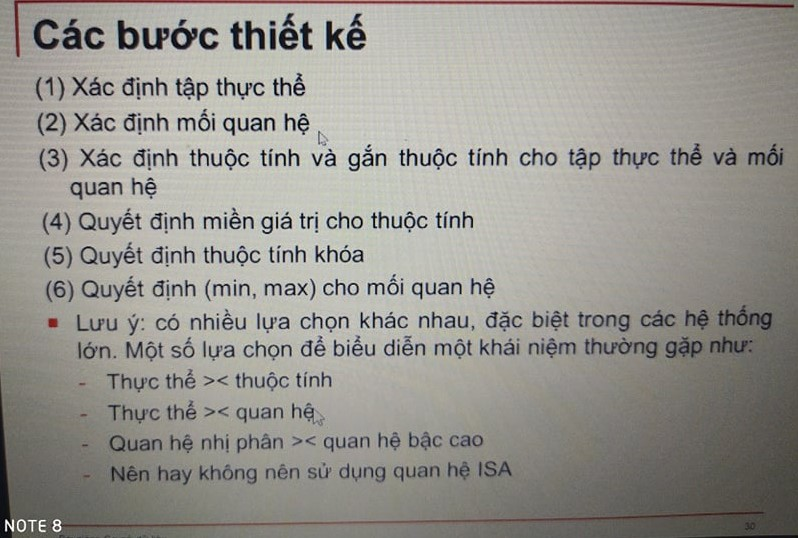 Các bước thiết kế
(1) Xác định tập thực thể
(2) Xác định mối quan hệ
(3) Xác định thuộc tính và gắn thuộc tính cho tập thực thể và mối
quan hệ
(4) Quyết định miền giá trị cho thuộc tính
(5) Quyết định thuộc tính khóa
(6) Quyết định (min, max) cho mối quan hệ
▪ Lưu ý: có nhiều lựa chọn khác nhau, đặc biệt trong các hệ thống
lớn. Một số lựa chọn để biểu diễn một khái niệm thường gặp như:
- Thực thể >< thuộc tính
- Thực thể >< quan hệ
- Quan hệ nhị phân >< quan hệ bậc cao
- Nên hay không nên sử dụng quan hệ ISA
30
NOTE 8